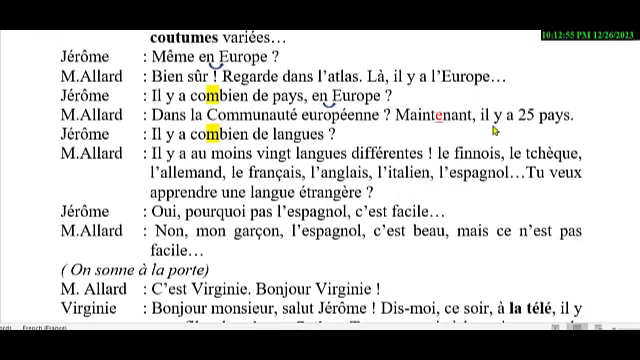 coutumes variées…
10:12:55 PM 12/26/2023
Jérôme : Même en Europe ?
M.Allard : Bien sûr ! Regarde dans l’atlas. Là, il y a l’Europe…
Jérôme : Il y a combien de pays, en Europe ?
M.Allard : Dans la Communauté européenne ? Maintenant, il y a 25 pays.
Jérôme : Il y a combien de langues ?
M.Allard : Il y a au moins vingt langues différentes ! le finnois, le tchèque,
l’allemand, le français, l’anglais, l’italien, l’espagnol…Tu veux
apprendre une langue étrangère ?
Jérôme : Oui, pourquoi pas l’espagnol, c’est facile…
M.Allard : Non, mon garçon, l’espagnol, c’est beau, mais ce n’est pas
facile…
( On sonne à la porte)
M. Allard : C’est Virginie. Bonjour Virginie !
Virginie : Bonjour monsieur, salut Jérôme ! Dis-moi, ce soir, à la télé, il y
French (France)